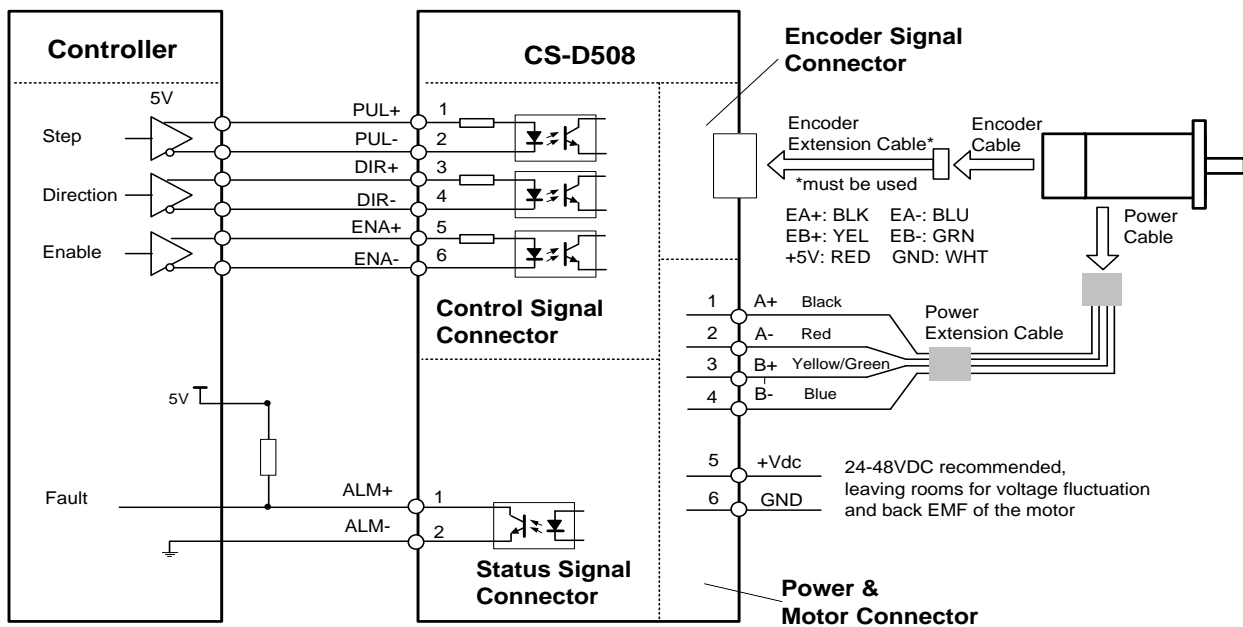 Controller
CS-D508
Encoder Signal
Connector
5V
Step
Direction
Enable
PUL+
PUL-
DIR+
DIR-
ENA+
ENA-
1
2
3
4
5
6
Control Signal
Connector
Encoder
Extension Cable*
*must be used
Encoder
Cable
EA+: BLK EA-: BLU
EB+: YEL EB-: GRN
+5V: RED GND: WHT
Power
Cable
1 A+ Black
2 A- Red
3 B+ Yellow/Green
4 B- Blue
Power
Extension Cable
5 +Vdc
6 GND
24-48VDC recommended,
leaving rooms for voltage fluctuation
and back EMF of the motor
5V
Fault
ALM+
ALM-
1
2
Status Signal
Connector
Power &
Motor Connector